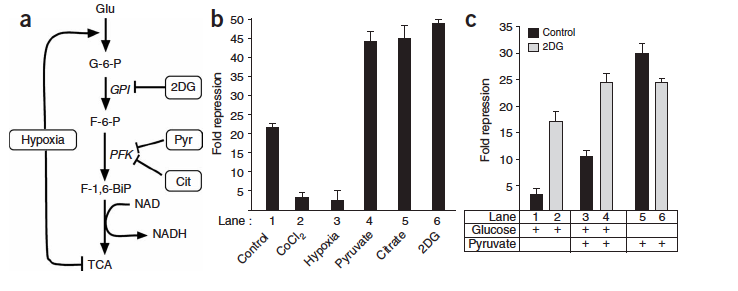 a
Glu
G-6-P
GPI
2DG
F-6-P
Hypoxia
PFK
Pyr
Cit
F-1,6-BiP
NAD
NADH
TCA
b
Fold repression
50
45
40
35
30
25
20
15
10
5
Lane : 1 2 3 4 5 6
Control CoCl₂ Hypoxia Pyruvate Citrate 2DG
c
Control
2DG
Fold repression
35
30
25
20
15
10
5
Lane 1 2 3 4 5 6
Glucose + + + +
Pyruvate + + + +